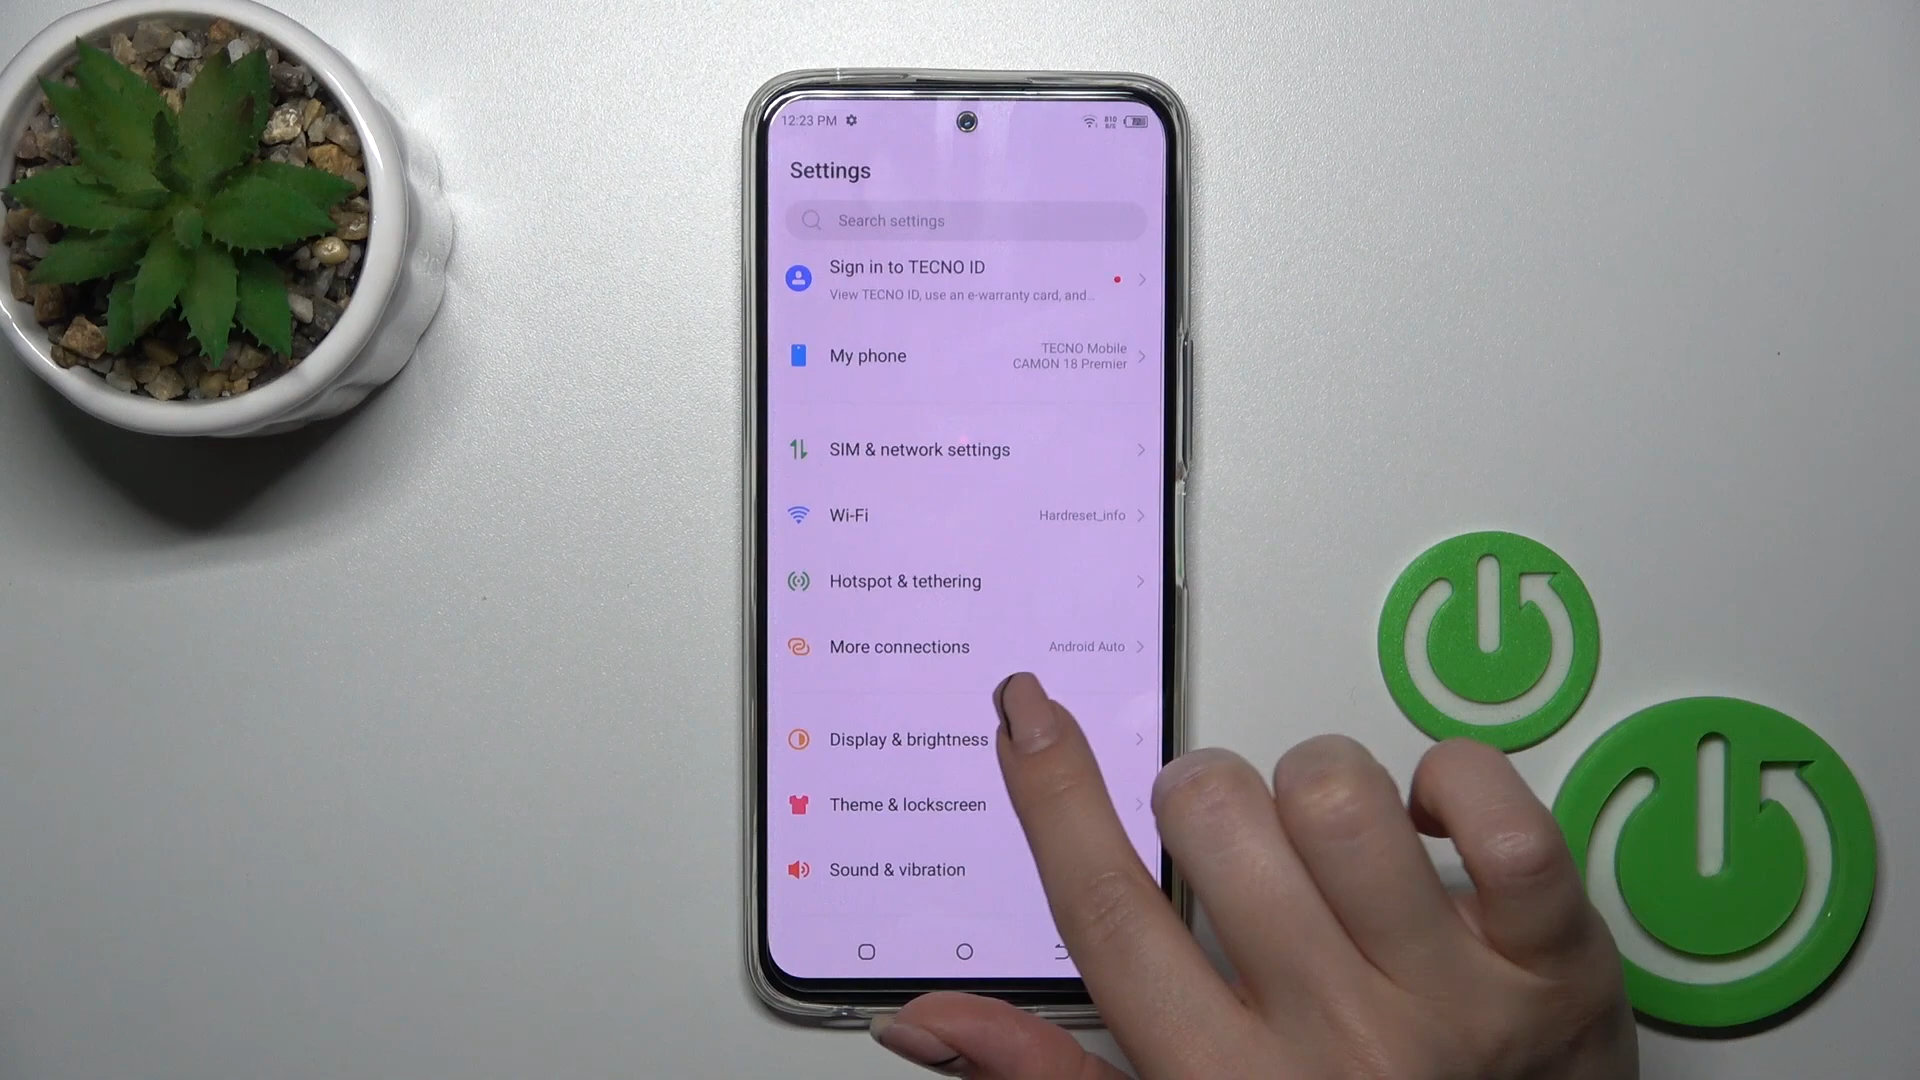 12:23 PM
Settings
Search settings
Sign in to TECNO ID
View TECNO ID, use an e-warranty card, and...
My phone
TECNO Mobile
CAMON 18 Premier
SIM & network settings
Wi-Fi
Hardreset_info
Hotspot & tethering
More connections
Android Auto
Display & brightness
Theme & lockscreen
Sound & vibration